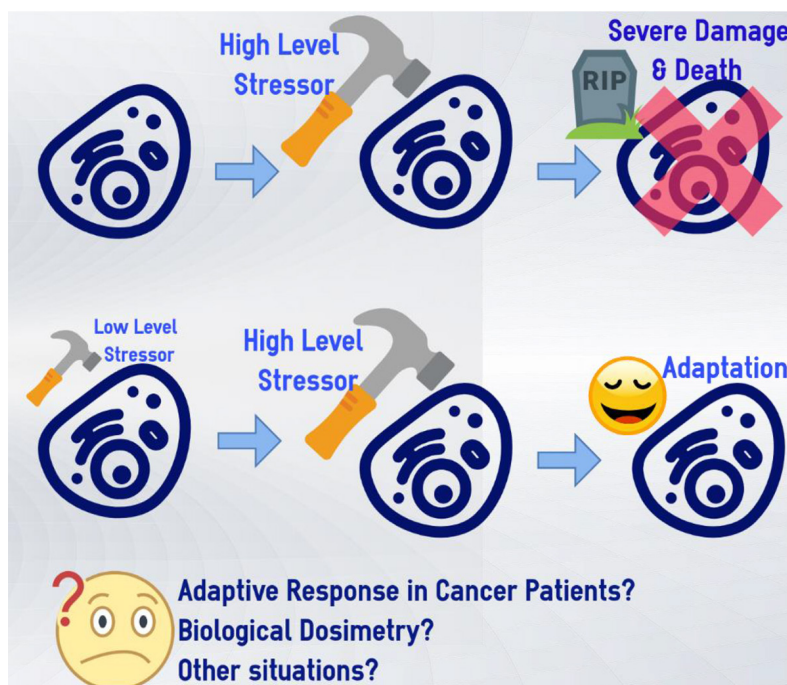 High Level
Stressor
RIP
Severe Damage
& Death
Low Level
Stressor
High Level
Stressor
Adaptation
?
Adaptive Response in Cancer Patients?
Biological Dosimetry?
Other situations?